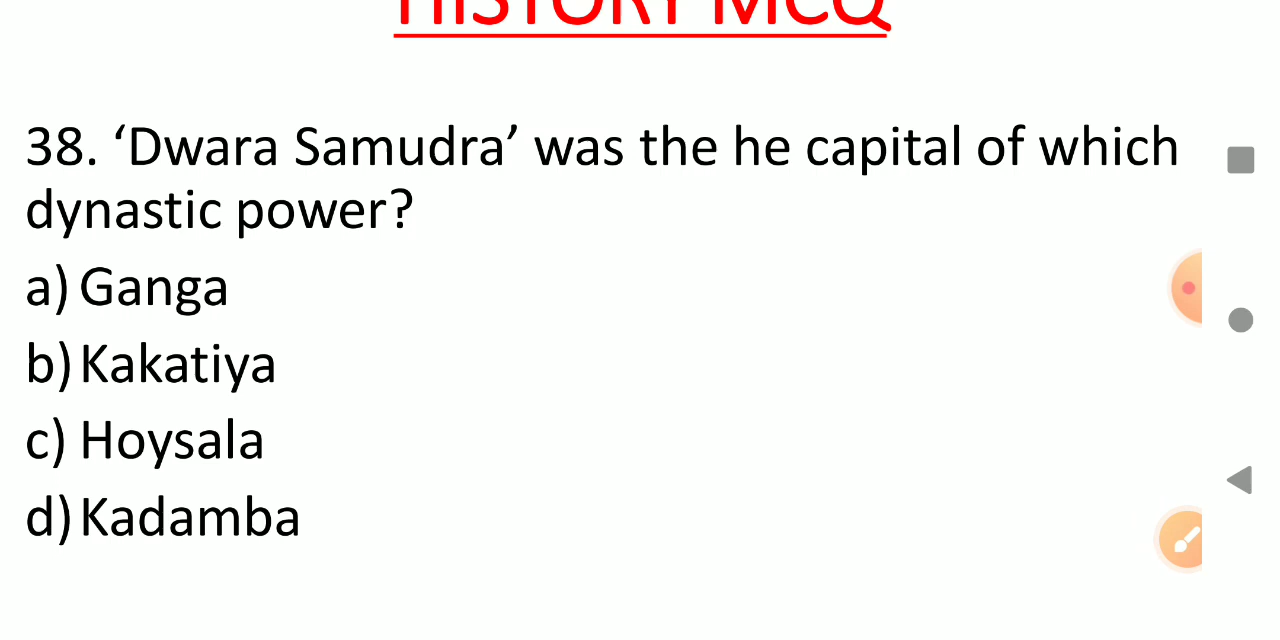 HISTORY MCQ
38. ‘Dwara Samudra’ was the he capital of which
dynastic power?
a) Ganga
b) Kakatiya
c) Hoysala
d) Kadamba